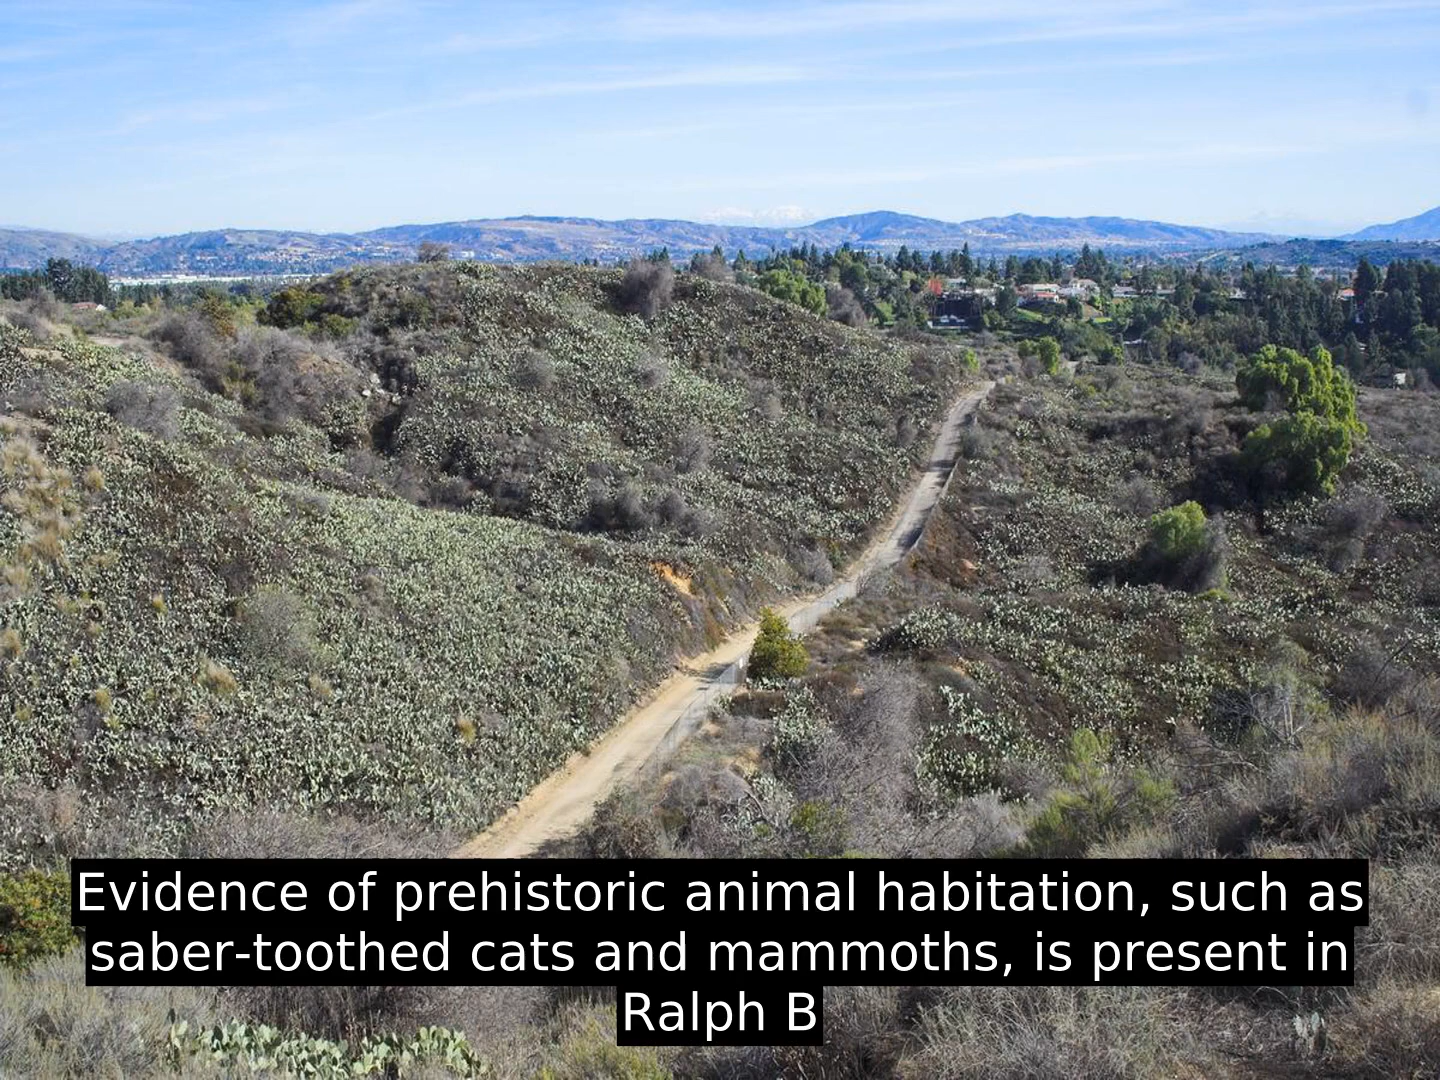 Evidence of prehistoric animal habitation, such as
saber-toothed cats and mammoths, is present in
Ralph B